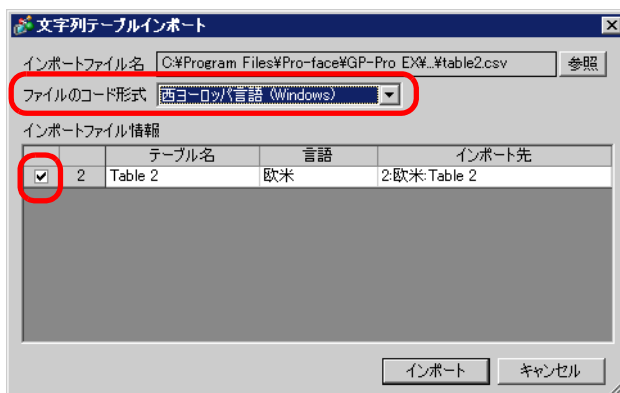 文字列テーブルインポート
インポートファイル名 C:¥Program Files¥Pro-face¥GP-Pro EX¥…¥table2.csv 参照
ファイルのコード形式 西ヨーロッパ言語 (Windows)
インポートファイル情報
テーブル名 言語 インポート先
2 Table 2 欧米 2:欧米:Table 2
インポート キャンセル